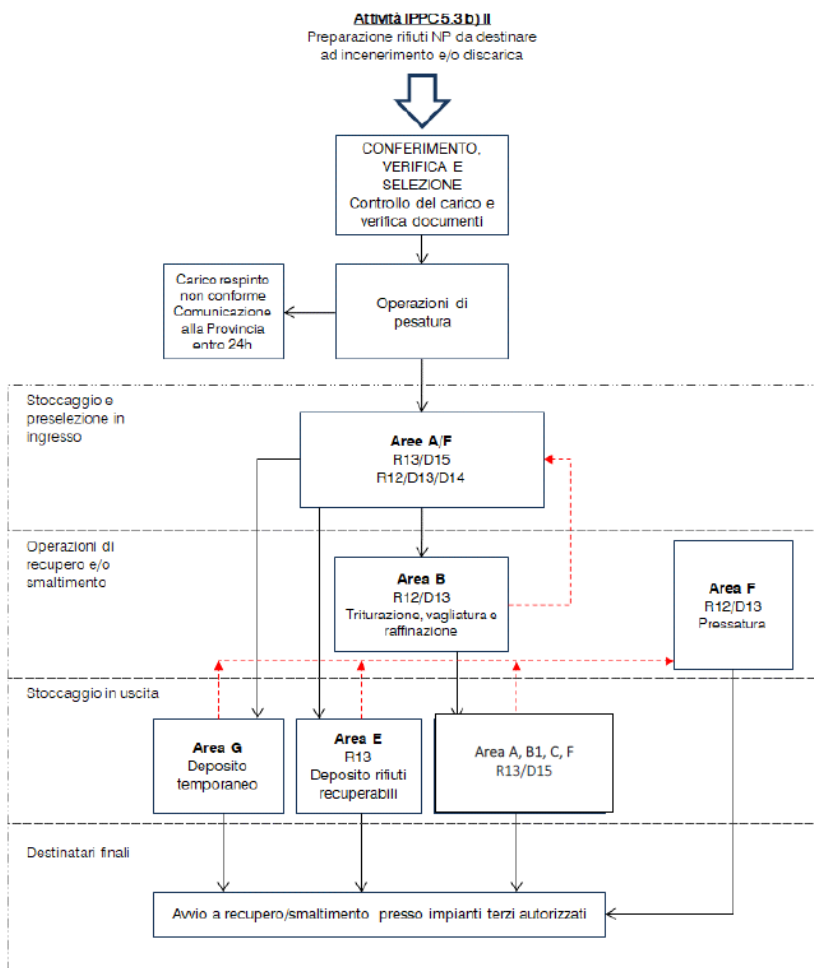 Attività IPPC 5.3 b) II
Preparazione rifiuti NP da destinare
ad incenerimento e/o discarica
CONFERIMENTO,
VERIFICA E
SELEZIONE
Controllo del carico e
verifica documenti
Carico respinto
non conforme
Comunicazione
alla Provincia
entro 24h
Operazioni di
pesatura
Stoccaggio e
preselezione in
ingresso
Aree A/F
R13/D15
R12/D13/D14
Operazioni di
recupero e/o
smaltimento
Area B
R12/D13
Triturazione, vagliatura e
raffinazione
Area F
R12/D13
Pressatura
Stoccaggio in uscita
Area G
Deposito
temporaneo
Area E
R13
Deposito rifiuti
recuperabili
Area A, B1, C, F
R13/D15
Destinatari finali
Avvio a recupero/smaltimento presso impianti terzi autorizzati